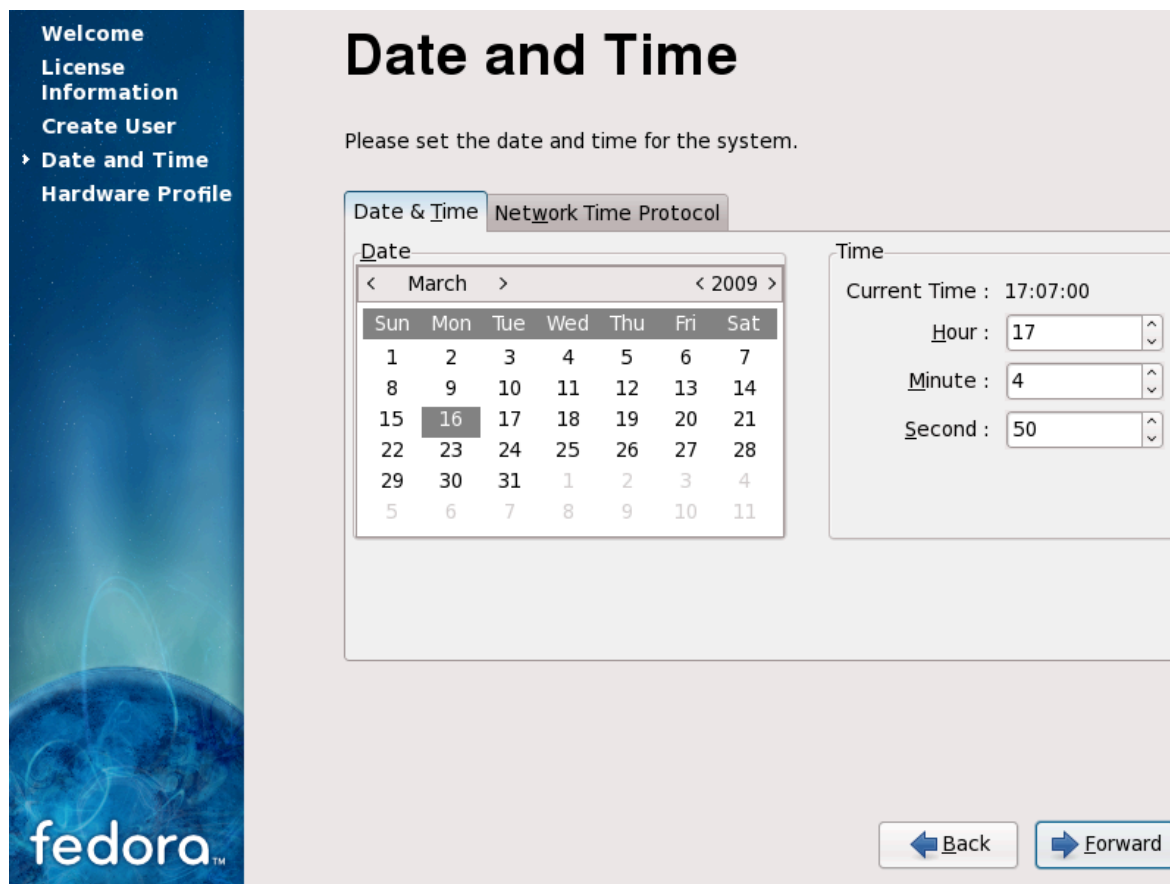 Welcome
License
Information
Create User
Date and Time
Hardware Profile
Date and Time
Please set the date and time for the system.
Date & Time
Network Time Protocol
Date
< March > < 2009 >
Sun Mon Tue Wed Thu Fri Sat
1 2 3 4 5 6 7
8 9 10 11 12 13 14
15 16 17 18 19 20 21
22 23 24 25 26 27 28
29 30 31 1 2 3 4
5 6 7 8 9 10 11
Time
Current Time : 17:07:00
Hour : 17
Minute : 4
Second : 50
fedora™
Back
Forward